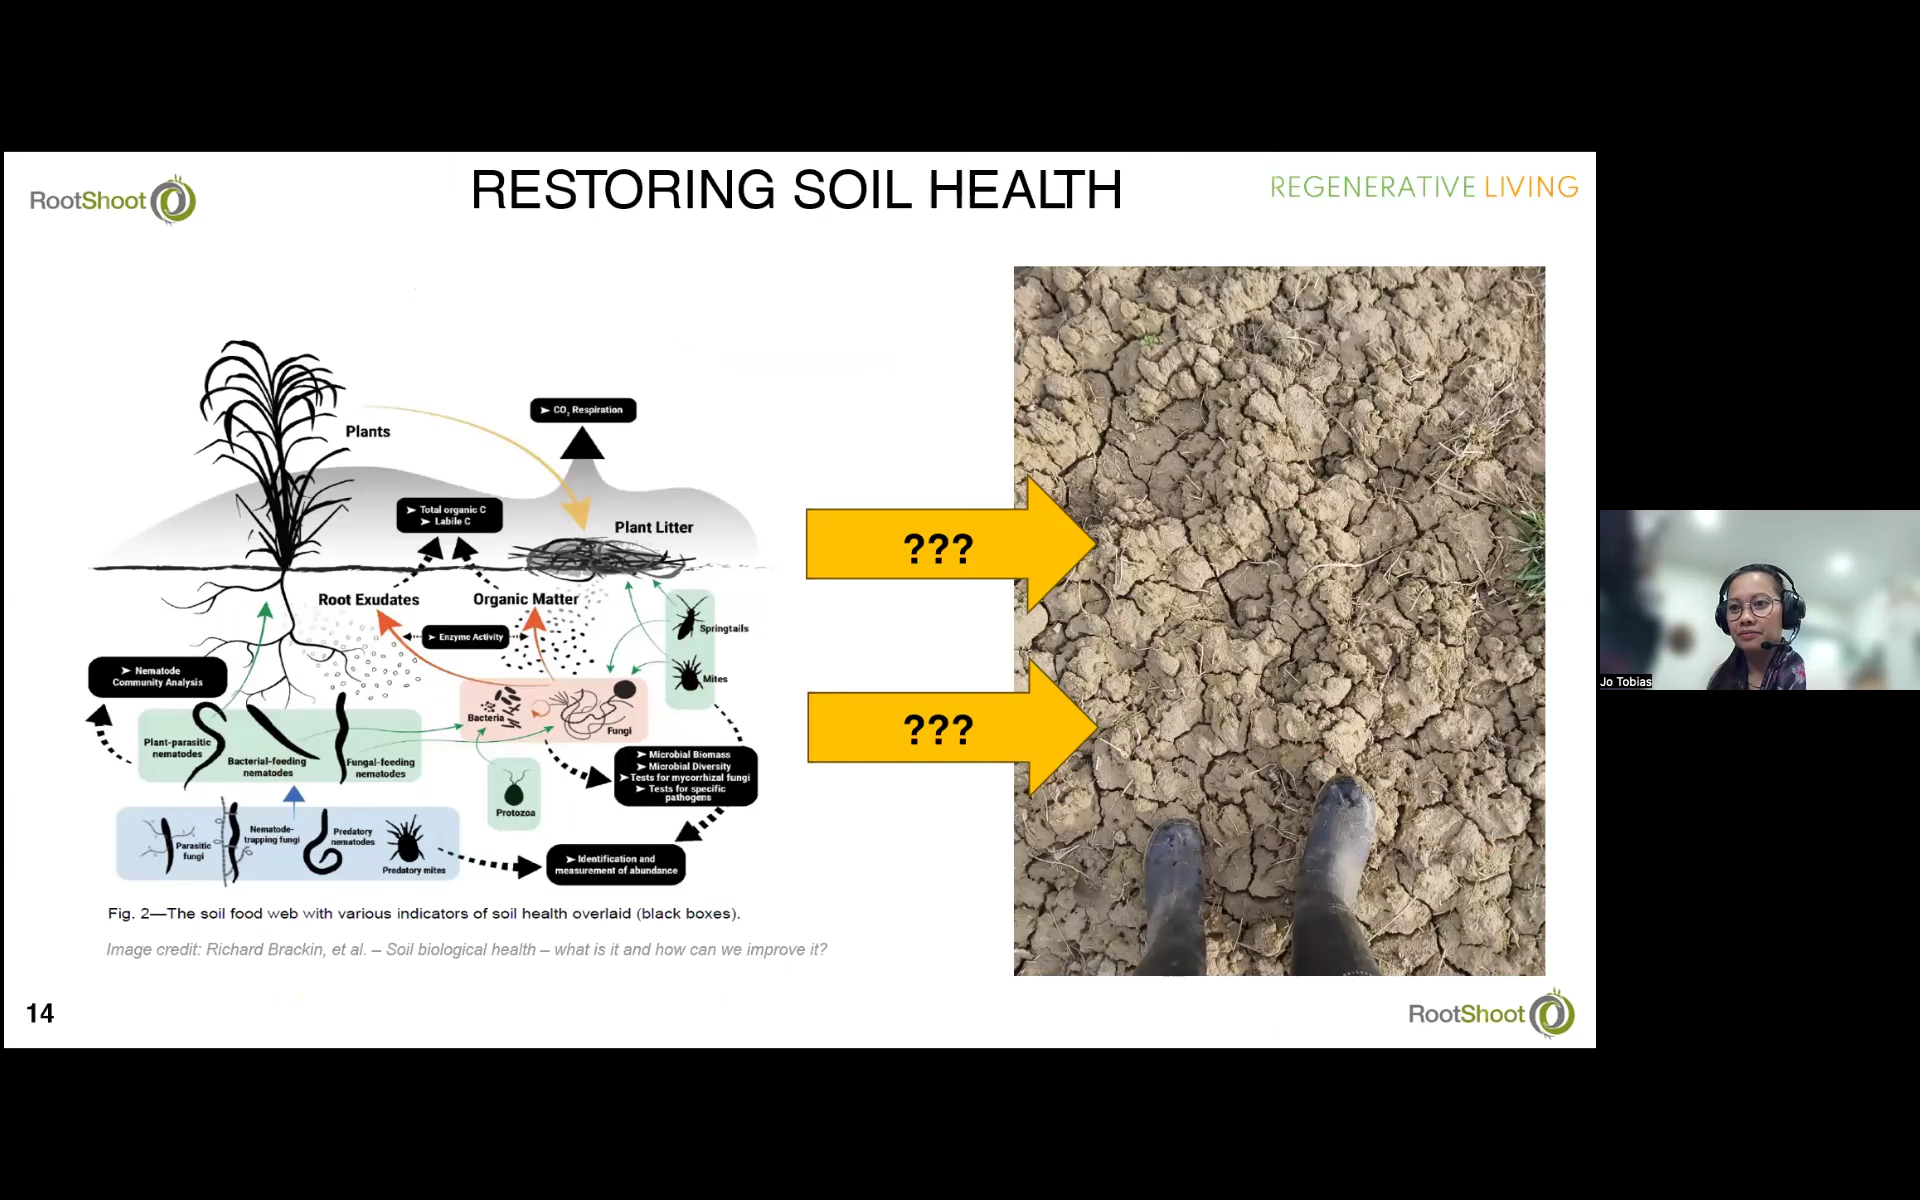 RootShoot
RESTORING SOIL HEALTH
REGENERATIVE LIVING
Plants
➤ CO2 Respiration
➤ Total organic C
➤ Labile C
Plant Litter
Root Exudates
Organic Matter
➤ Enzyme Activity
Springtails
Mites
➤ Nematode
Community Analysis
Bacteria
Fungi
Plant-parasitic
nematodes
Bacterial-feeding
nematodes
Fungal-feeding
nematodes
➤ Microbial Biomass
➤ Microbial Diversity
➤ Tests for mycorrhizal fungi
➤ Tests for specific
pathogens
Protozoa
Parasitic
fungi
Nematode-
trapping fungi
Predatory
nematodes
Predatory mites
➤ Identification and
measurement of abundance
???
???
Fig. 2—The soil food web with various indicators of soil health overlaid (black boxes).
Image credit: Richard Brackin, et al. – Soil biological health – what is it and how can we improve it?
14
RootShoot
Jo Tobias